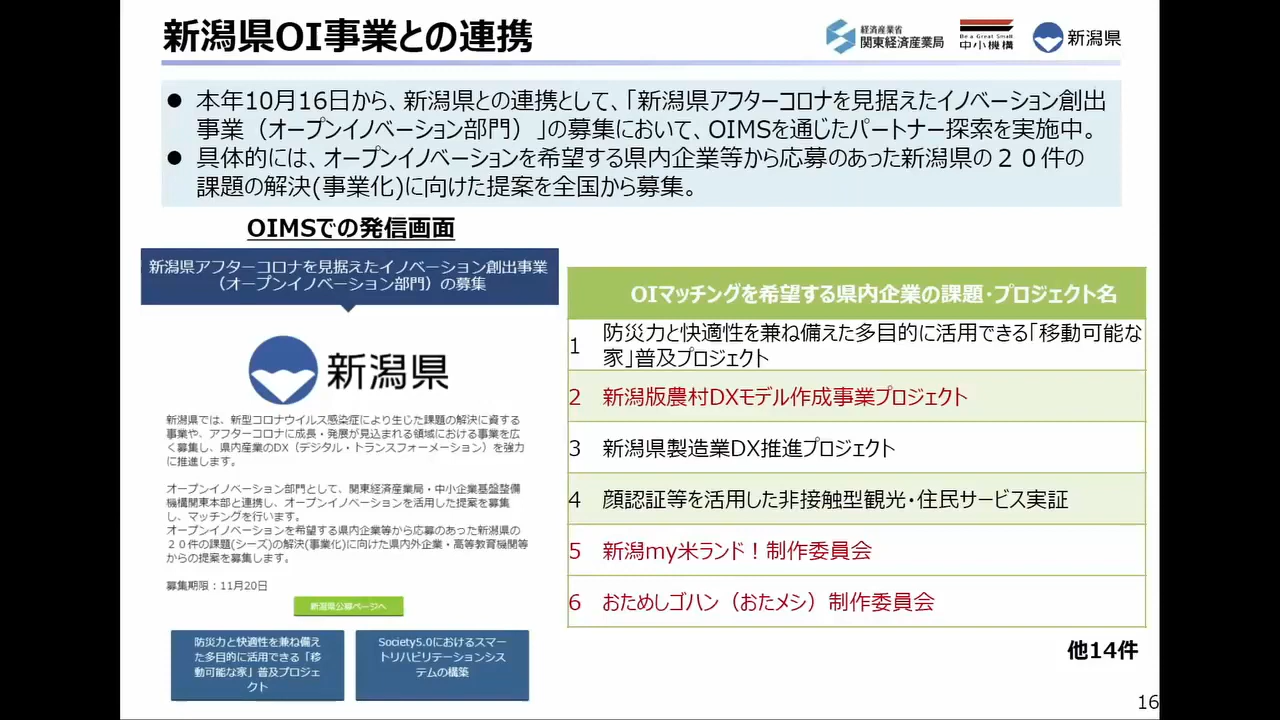 新潟県OI事業との連携
経済産業省
関東経済産業局
Be a Great Small
中小機構
新潟県
● 本年10月16日から、新潟県との連携として、「新潟県アフターコロナを見据えたイノベーション創出
事業（オープンイノベーション部門）」の募集において、OIMSを通じたパートナー探索を実施中。
● 具体的には、オープンイノベーションを希望する県内企業等から応募のあった新潟県の２０件の
課題の解決(事業化)に向けた提案を全国から募集。
OIMSでの発信画面
新潟県アフターコロナを見据えたイノベーション創出事業
（オープンイノベーション部門）の募集
新潟県
新潟県では、新型コロナウイルス感染症により生じた課題の解決に資する
事業や、アフターコロナに成長・発展が見込まれる領域における事業を広
く募集し、県内産業のDX（デジタル・トランスフォーメーション）を強力
に推進します。
オープンイノベーション部門として、関東経済産業局・中小企業基盤整備
機構関東本部と連携し、オープンイノベーションを活用した提案を募集
し、マッチングを行います。
オープンイノベーションを希望する県内企業等から応募のあった新潟県の
２０件の課題(シーズ)の解決(事業化)に向けた県内外企業・高等教育機関等
からの提案を募集します。
募集期限：11月20日
新潟県公募ページへ
防災力と快適性を兼ね備え
た多目的に活用できる「移
動可能な家」普及プロジェ
クト
Society5.0におけるスマー
トリハビリテーションシス
テムの構築
OIマッチングを希望する県内企業の課題・プロジェクト名
1 防災力と快適性を兼ね備えた多目的に活用できる「移動可能な
家」普及プロジェクト
2 新潟版農村DXモデル作成事業プロジェクト
3 新潟県製造業DX推進プロジェクト
4 顔認証等を活用した非接触型観光・住民サービス実証
5 新潟my米ランド！制作委員会
6 おためしゴハン（おたメシ）制作委員会
他14件
16